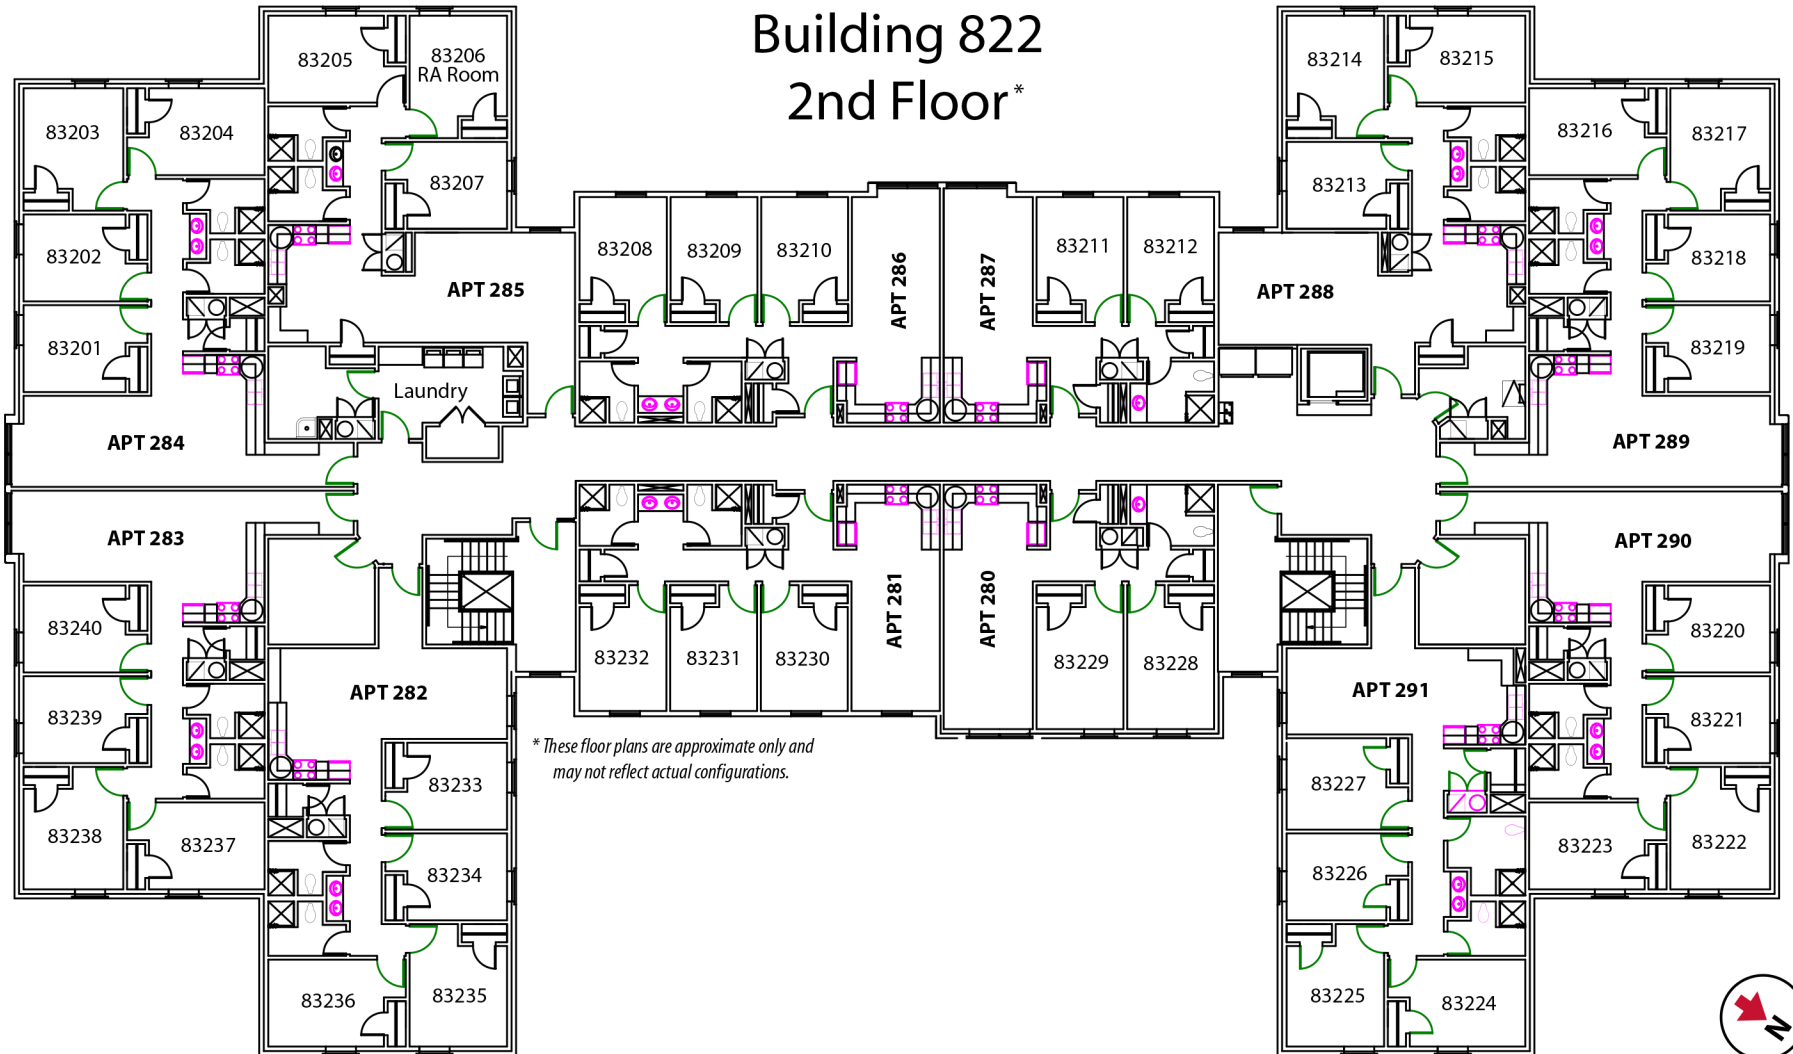 Building 822
2nd Floor*
83205
83206
RA Room
83214
83215
83203
83204
83216
83217
83207
83213
83202
83208
83209
83210
83211
83212
83218
APT 285
APT 286
APT 287
APT 288
83201
83219
Laundry
APT 284
APT 289
APT 283
APT 290
83240
83232
83231
83230
APT 281
APT 280
83229
83228
83220
83239
APT 282
APT 291
83221
* These floor plans are approximate only and
may not reflect actual configurations.
83233
83227
83238
83237
83234
83226
83223
83222
83236
83235
83225
83224
N